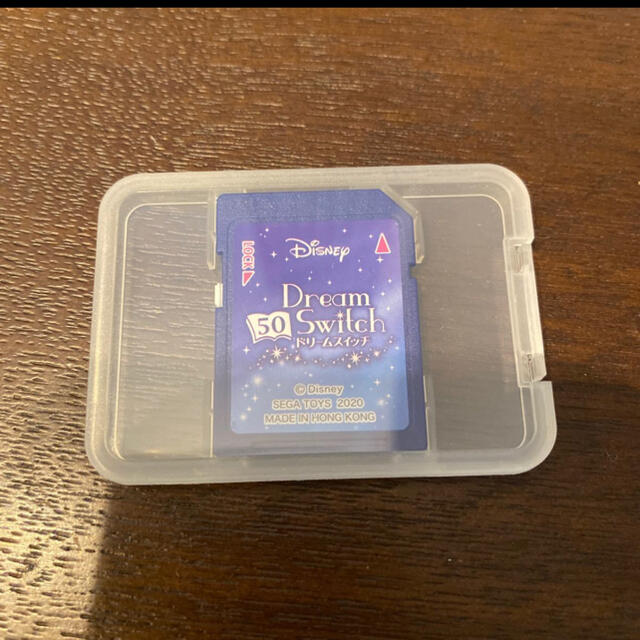 Disney
LOCK
Dream
50 Switch
ドリームスイッチ
© Disney
SEGA TOYS 2020
MADE IN HONG KONG